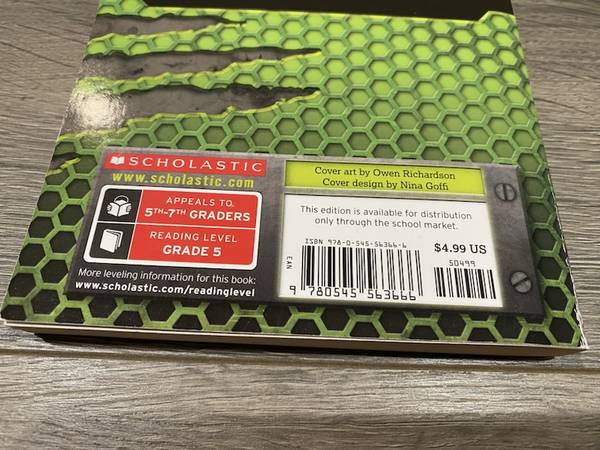 SCHOLASTIC
www.scholastic.com
APPEALS TO
5TH–7TH GRADERS
READING LEVEL
GRADE 5
More leveling information for this book:
www.scholastic.com/readinglevel
Cover art by Owen Richardson
Cover design by Nina Goffi
This edition is available for distribution
only through the school market.
ISBN 978-0-545-56366-6
$4.99 US
50499
EAN
9 780545 563666